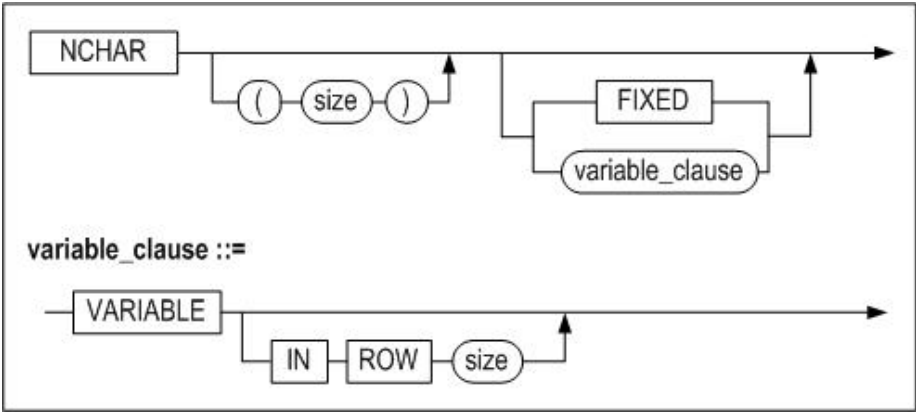 NCHAR
( size )
FIXED
variable_clause
variable_clause ::=
VARIABLE
IN ROW size